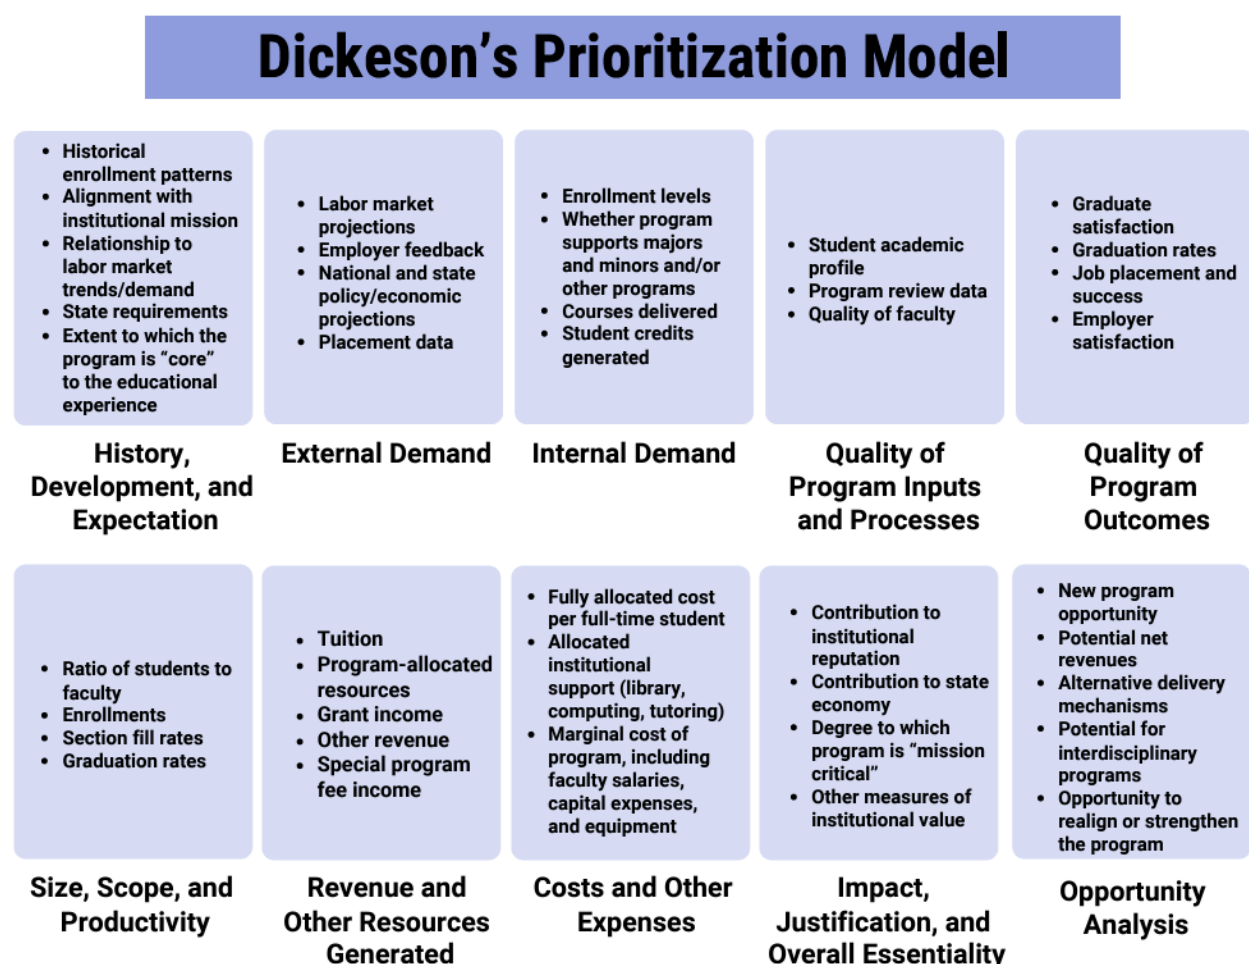 Dickeson’s Prioritization Model
• Historical
enrollment patterns
• Alignment with
institutional mission
• Relationship to
labor market
trends/demand
• State requirements
• Extent to which the
program is “core”
to the educational
experience
History,
Development, and
Expectation
• Labor market
projections
• Employer feedback
• National and state
policy/economic
projections
• Placement data
External Demand
• Enrollment levels
• Whether program
supports majors
and minors and/or
other programs
• Courses delivered
• Student credits
generated
Internal Demand
• Student academic
profile
• Program review data
• Quality of faculty
Quality of
Program Inputs
and Processes
• Graduate
satisfaction
• Graduation rates
• Job placement and
success
• Employer
satisfaction
Quality of
Program
Outcomes
• Ratio of students to
faculty
• Enrollments
• Section fill rates
• Graduation rates
Size, Scope, and
Productivity
• Tuition
• Program-allocated
resources
• Grant income
• Other revenue
• Special program
fee income
Revenue and
Other Resources
Generated
• Fully allocated cost
per full-time student
• Allocated
institutional
support (library,
computing, tutoring)
• Marginal cost of
program, including
faculty salaries,
capital expenses,
and equipment
Costs and Other
Expenses
• Contribution to
institutional
reputation
• Contribution to state
economy
• Degree to which
program is “mission
critical”
• Other measures of
institutional value
Impact,
Justification, and
Overall Essentiality
• New program
opportunity
• Potential net
revenues
• Alternative delivery
mechanisms
• Potential for
interdisciplinary
programs
• Opportunity to
realign or strengthen
the program
Opportunity
Analysis